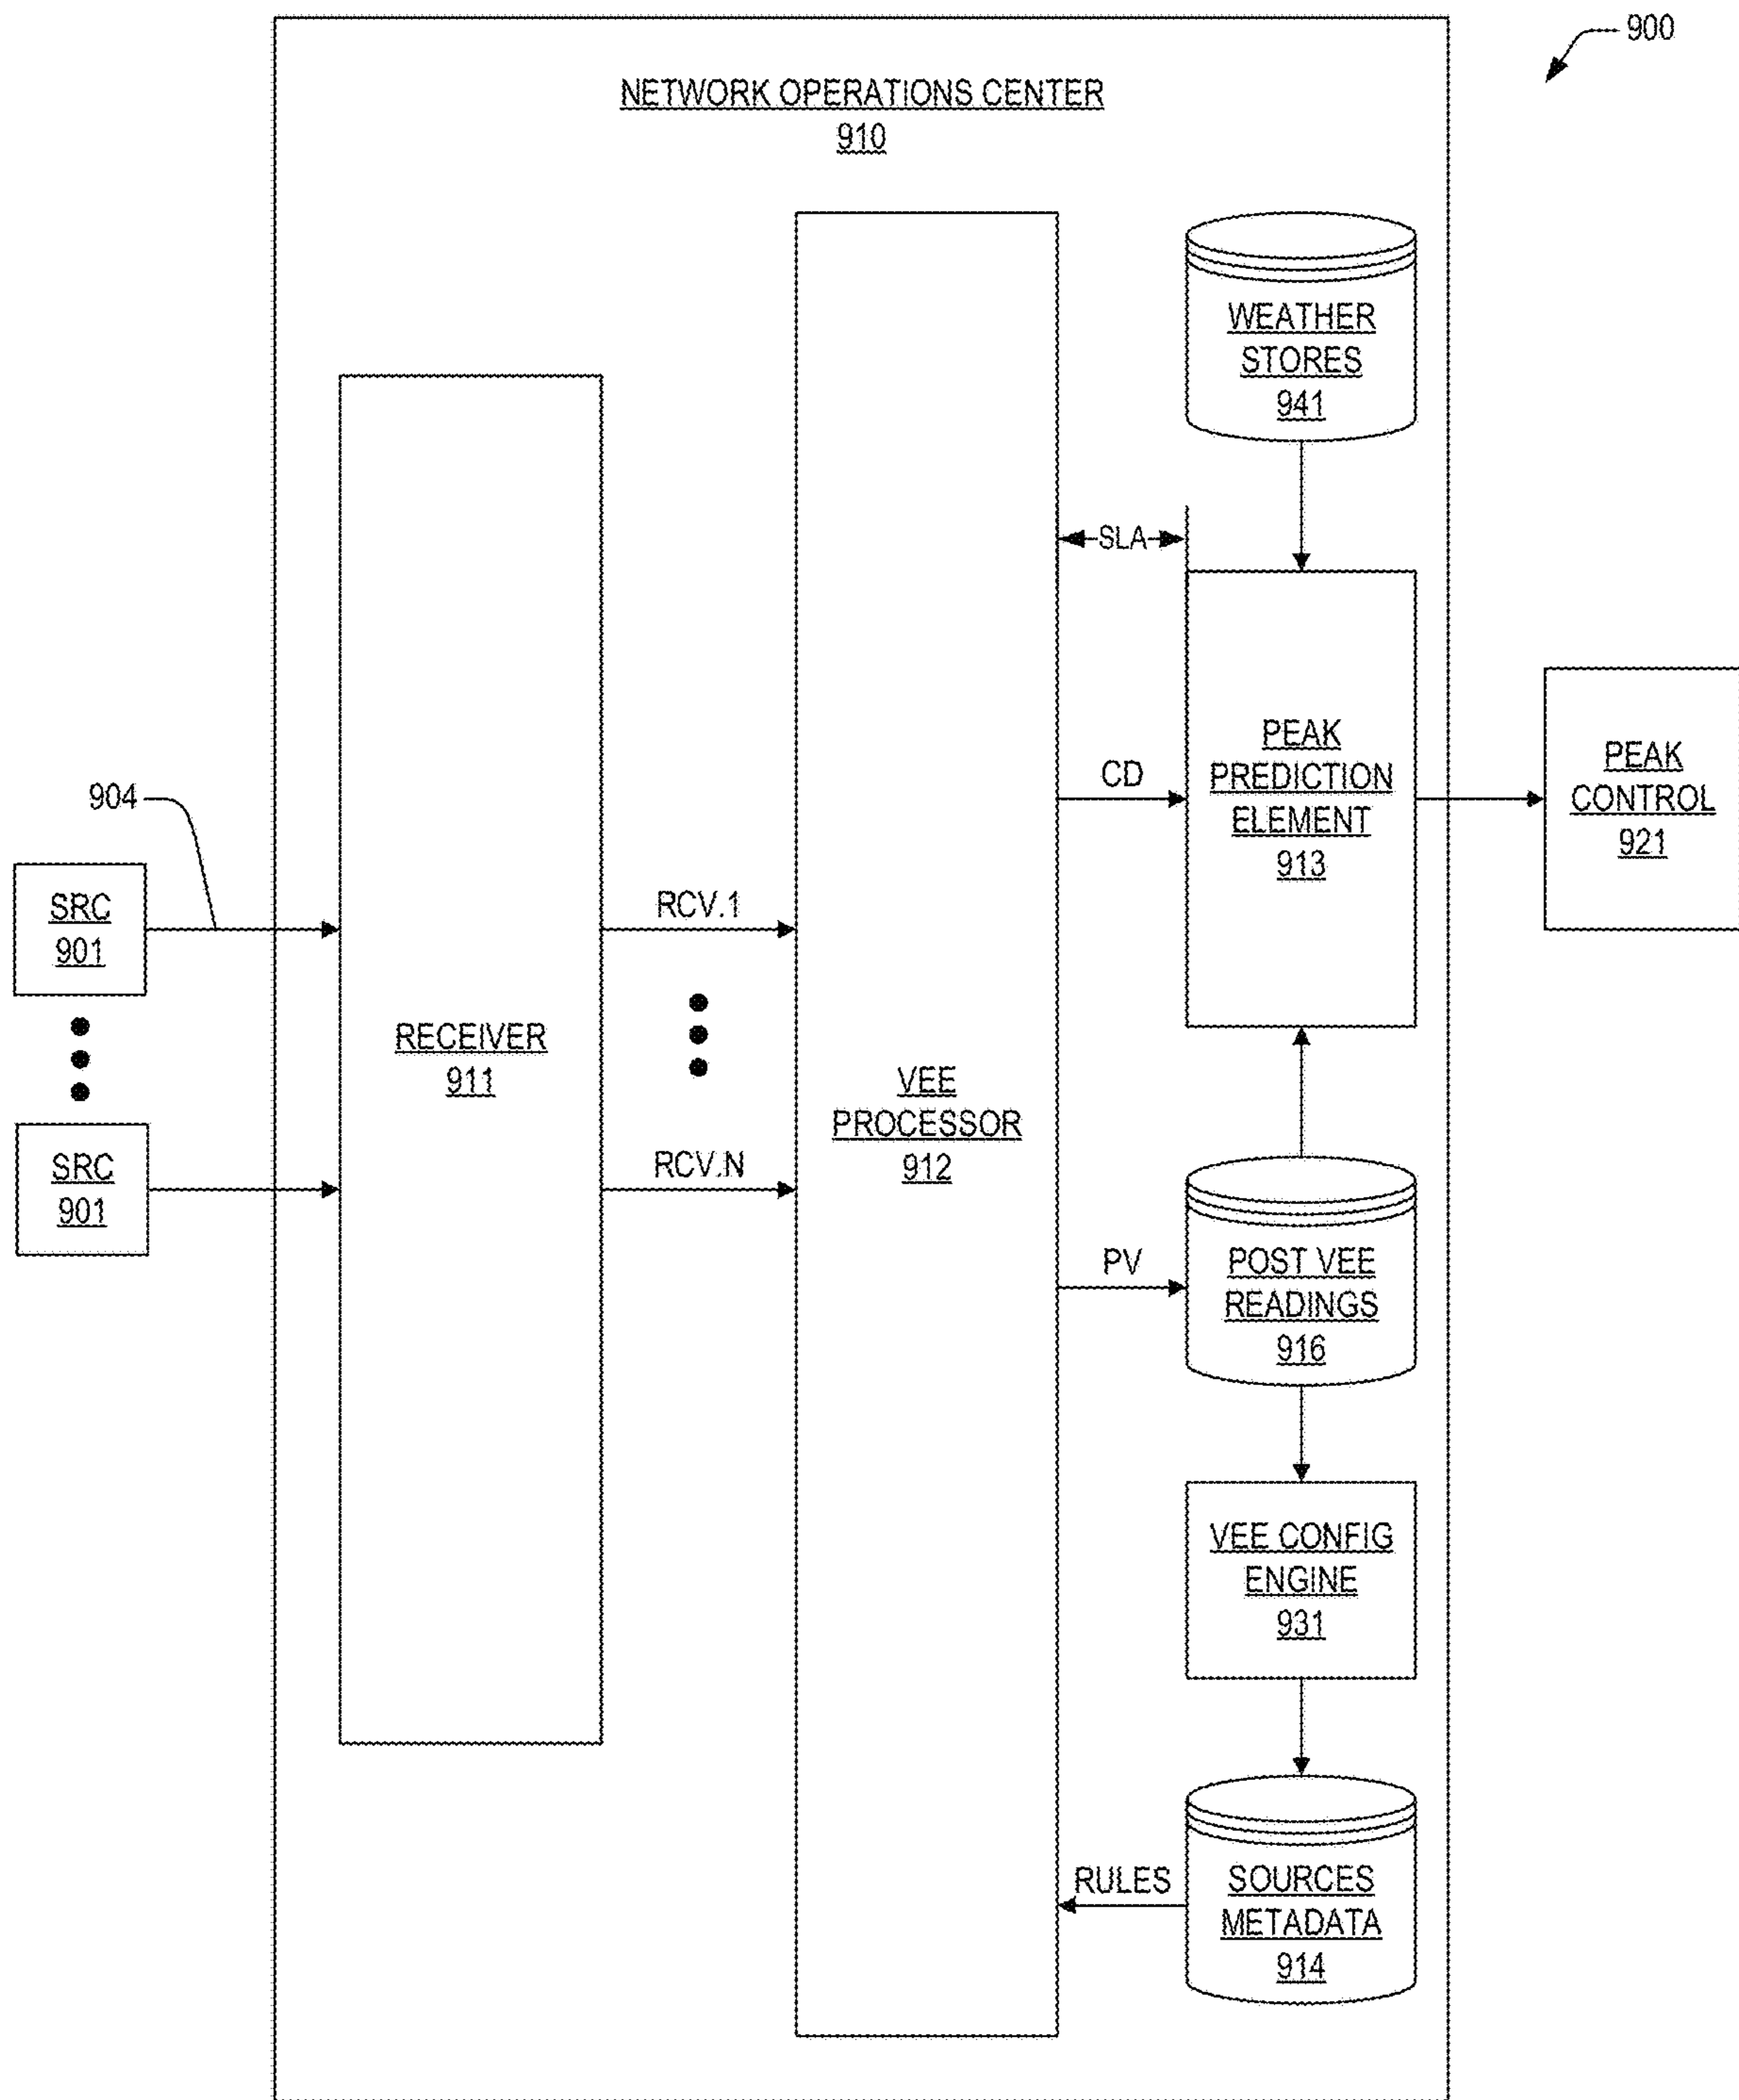 900
NETWORK OPERATIONS CENTER
910
WEATHER
STORES
941
SLA
PEAK
PREDICTION
ELEMENT
913
CD
PEAK
CONTROL
921
904
SRC
901
RCV.1
RECEIVER
911
VEE
PROCESSOR
912
SRC
901
RCV.N
PV
POST VEE
READINGS
916
VEE CONFIG
ENGINE
931
RULES
SOURCES
METADATA
914